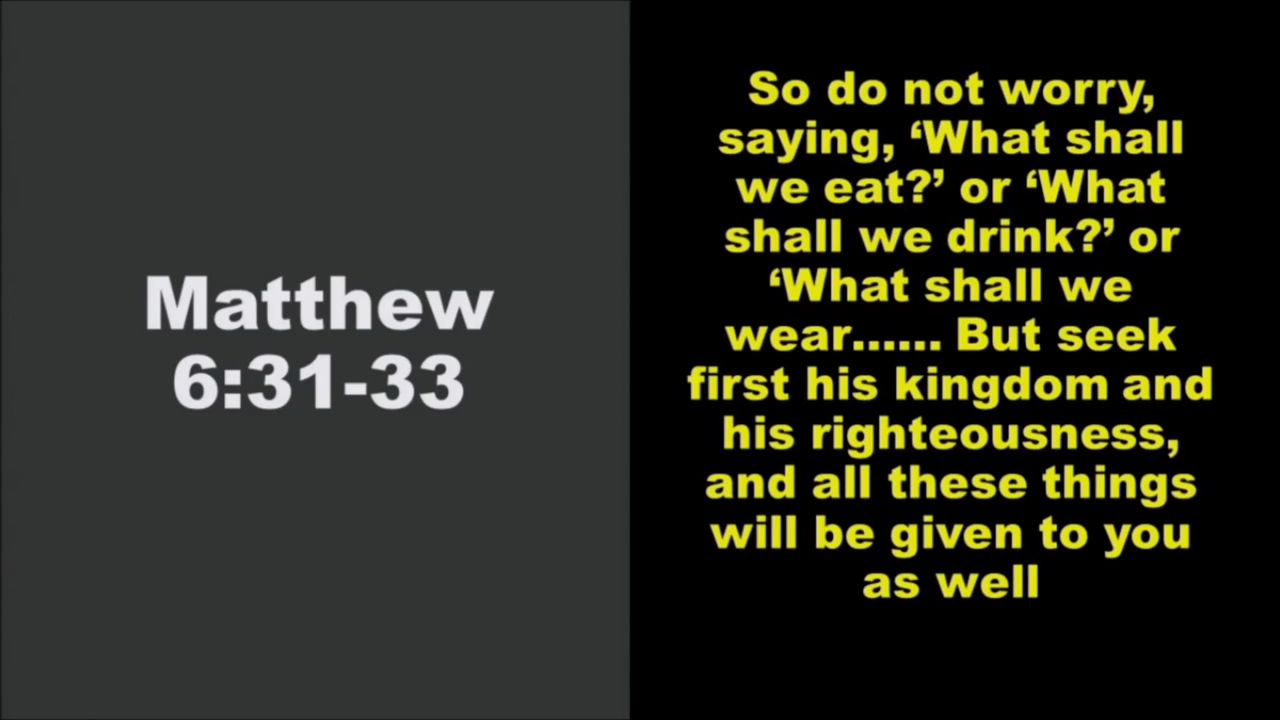 Matthew
6:31-33
So do not worry,
saying, ‘What shall
we eat?’ or ‘What
shall we drink?’ or
‘What shall we
wear...... But seek
first his kingdom and
his righteousness,
and all these things
will be given to you
as well